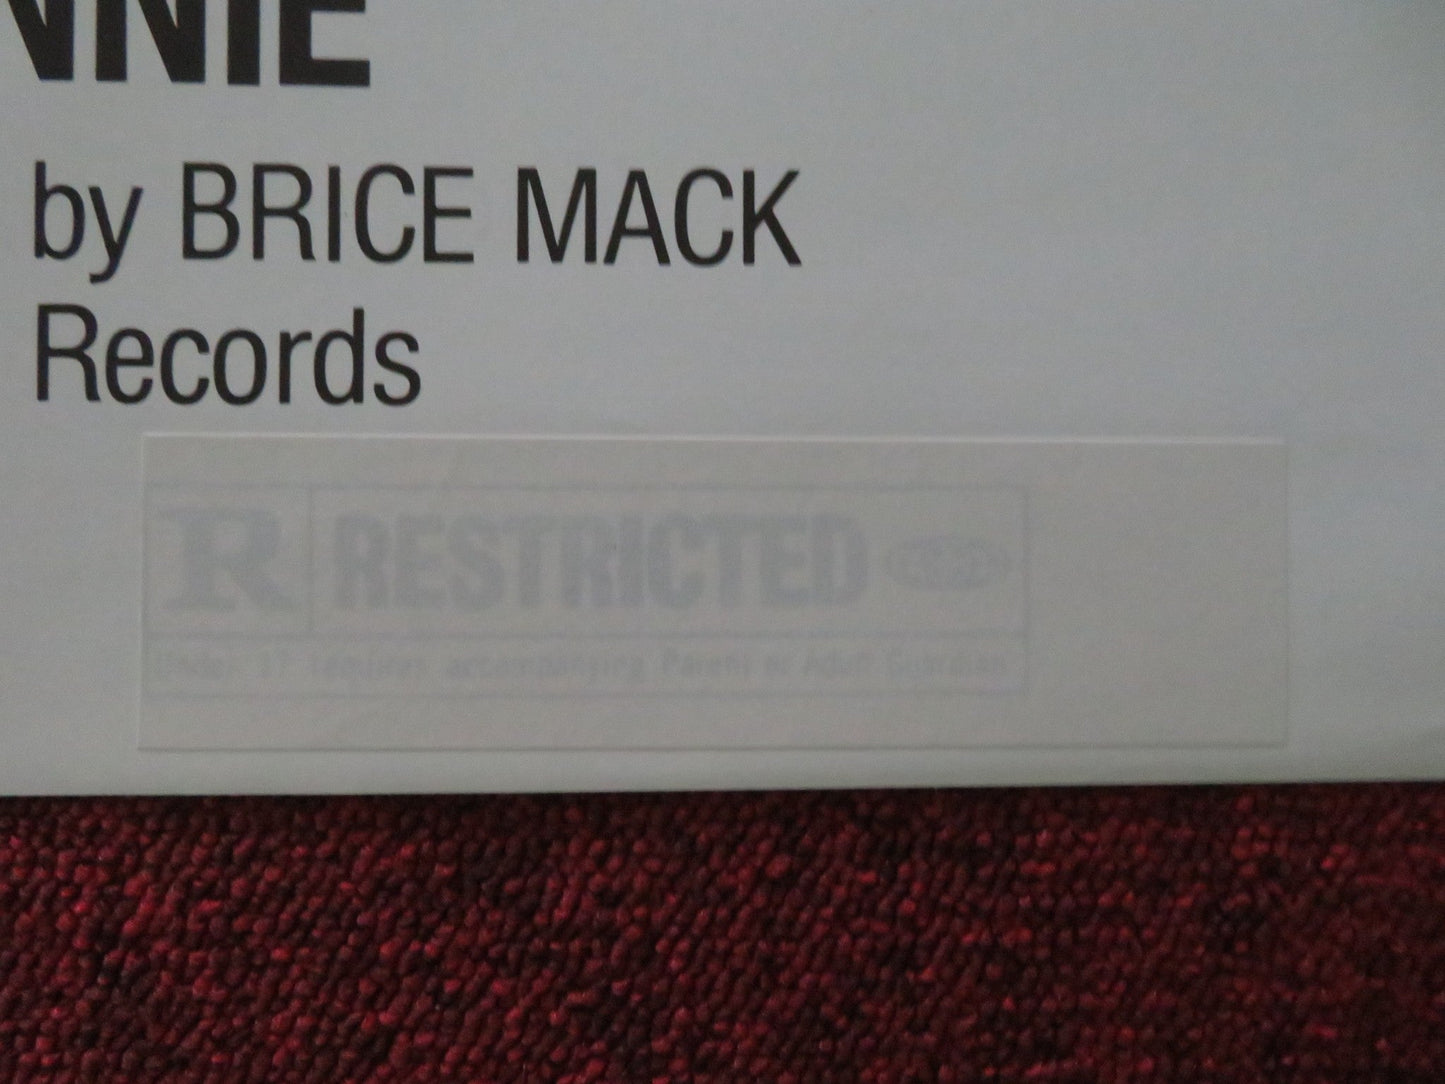 NNIE
by BRICE MACK
Records
R RESTRICTED
Under 17 requires accompanying Parent or Adult Guardian